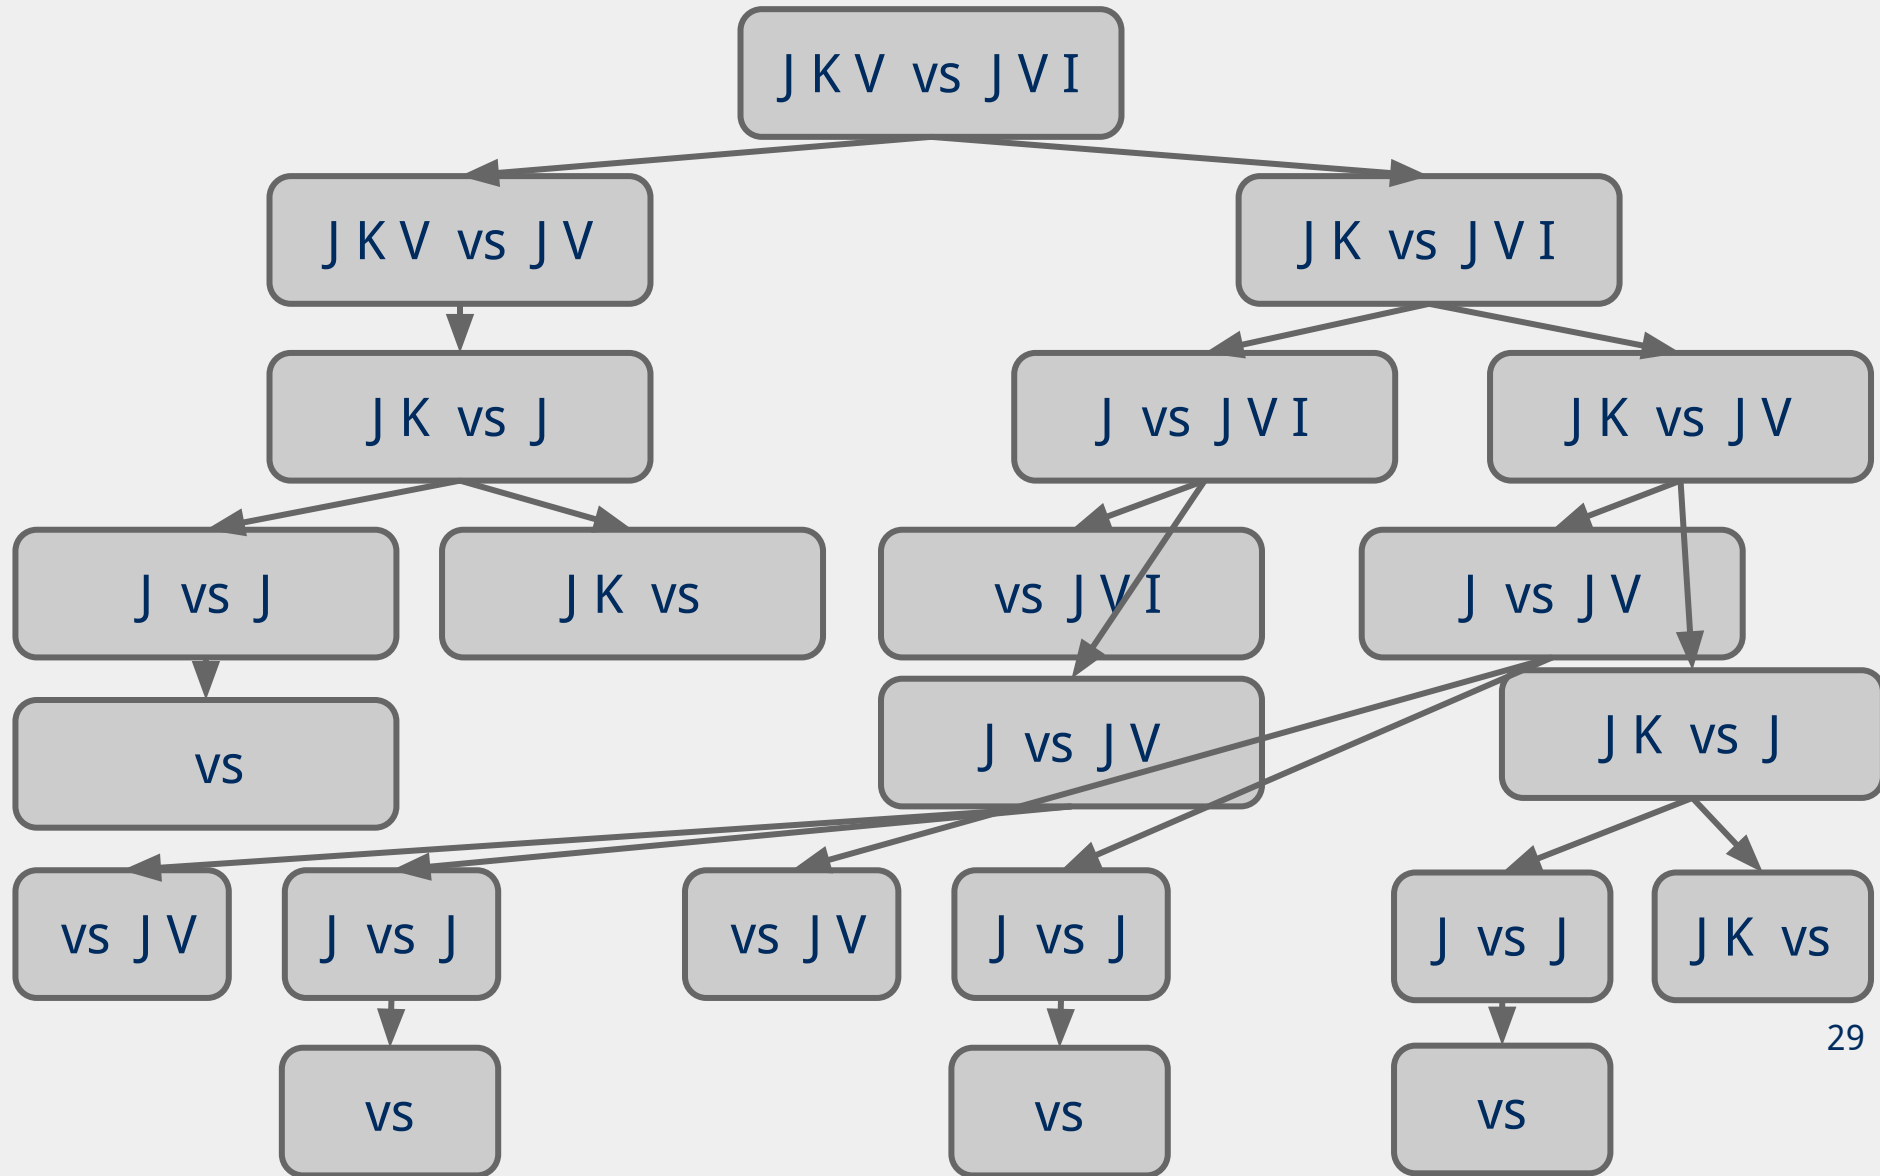 J K V vs J V I
J K V vs J V
J K vs J V I
J K vs J
J vs J V I
J K vs J V
J vs J
J K vs
vs J V I
J vs J V
vs
J vs J V
J K vs J
vs J V
J vs J
vs J V
J vs J
J vs J
J K vs
29
vs
vs
vs